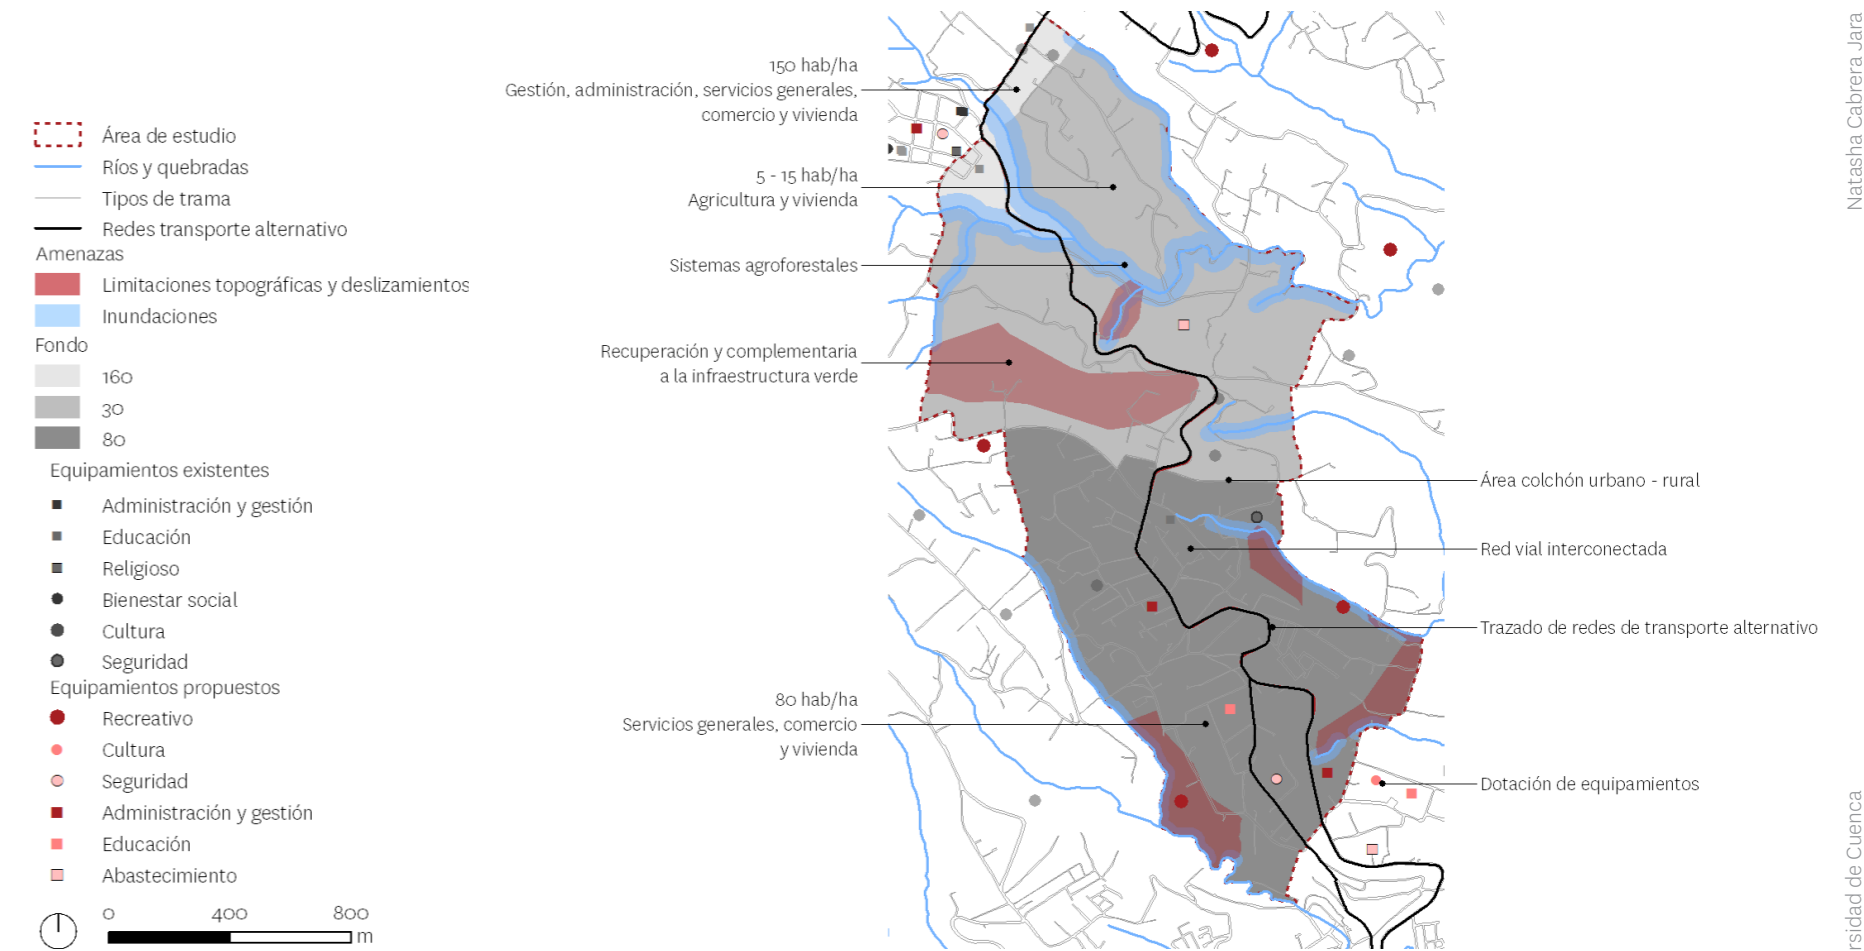 Área de estudio
Ríos y quebradas
Tipos de trama
Redes transporte alternativo
Amenazas
Limitaciones topográficas y deslizamientos
Inundaciones
Fondo
160
30
80
Equipamientos existentes
Administración y gestión
Educación
Religioso
Bienestar social
Cultura
Seguridad
Equipamientos propuestos
Recreativo
Cultura
Seguridad
Administración y gestión
Educación
Abastecimiento
0 400 800
m
150 hab/ha
Gestión, administración, servicios generales,
comercio y vivienda
5 - 15 hab/ha
Agricultura y vivienda
Sistemas agroforestales
Recuperación y complementaria
a la infraestructura verde
80 hab/ha
Servicios generales, comercio
y vivienda
Área colchón urbano - rural
Red vial interconectada
Trazado de redes de transporte alternativo
Dotación de equipamientos
Natasha Cabrera Jara
rsidad de Cuenca